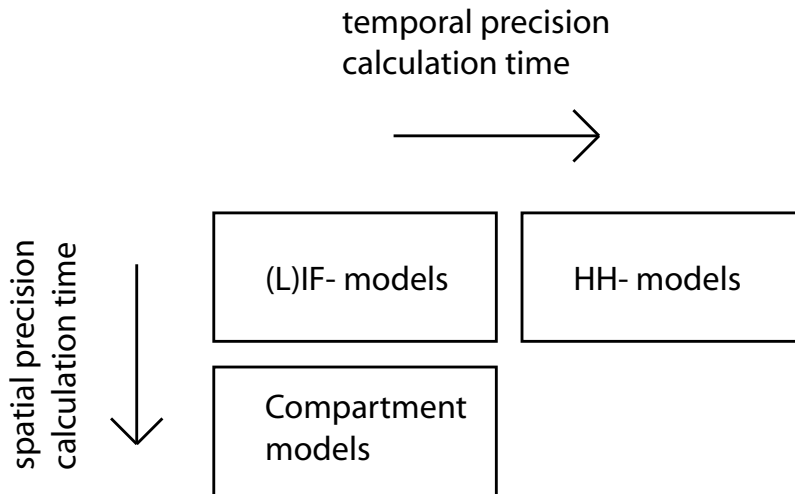 temporal precision
calculation time
spatial precision
calculation time
(L)IF- models
HH- models
Compartment
models